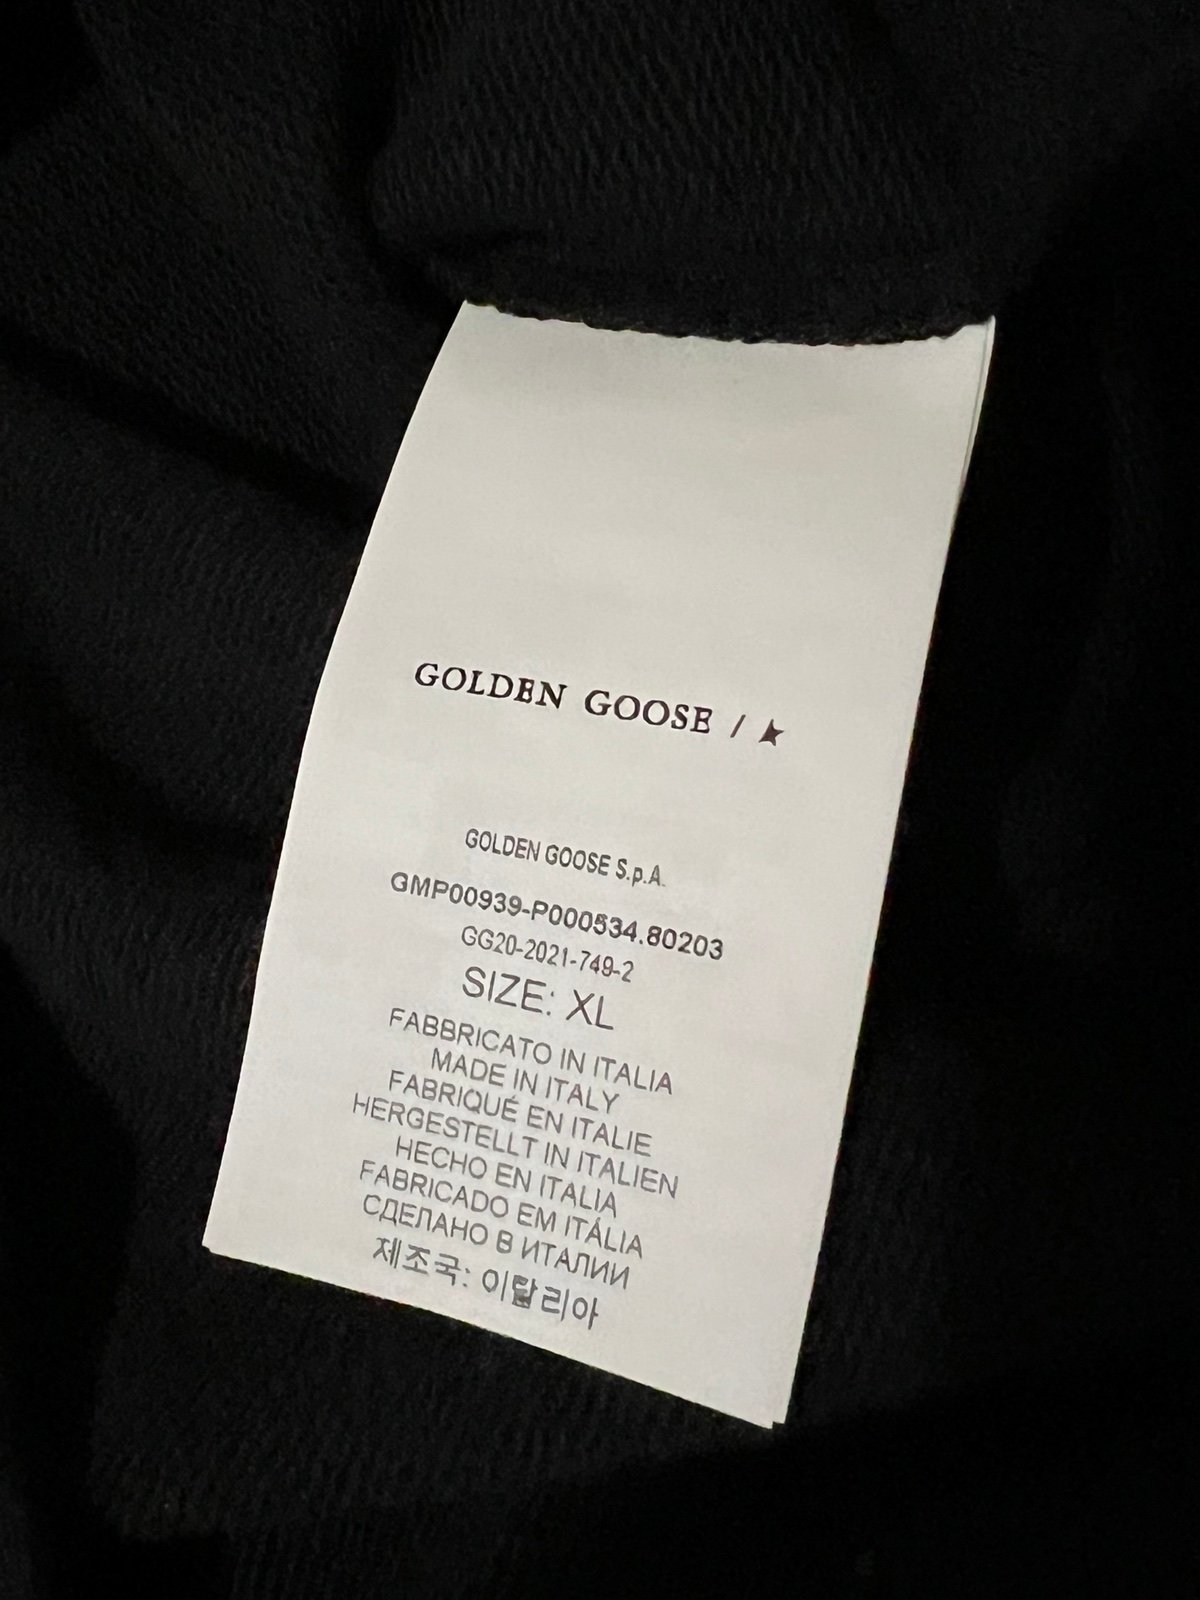 GOLDEN GOOSE / ★
GOLDEN GOOSE S.p.A.
GMP00939-P000534.80203
GG20-2021-749-2
SIZE: XL
FABBRICATO IN ITALIA
MADE IN ITALY
FABRIQUÉ EN ITALIE
HERGESTELLT IN ITALIEN
HECHO EN ITALIA
FABRICADO EM ITÁLIA
СДЕЛАНО В ИТАЛИИ
제조국: 이탈리아